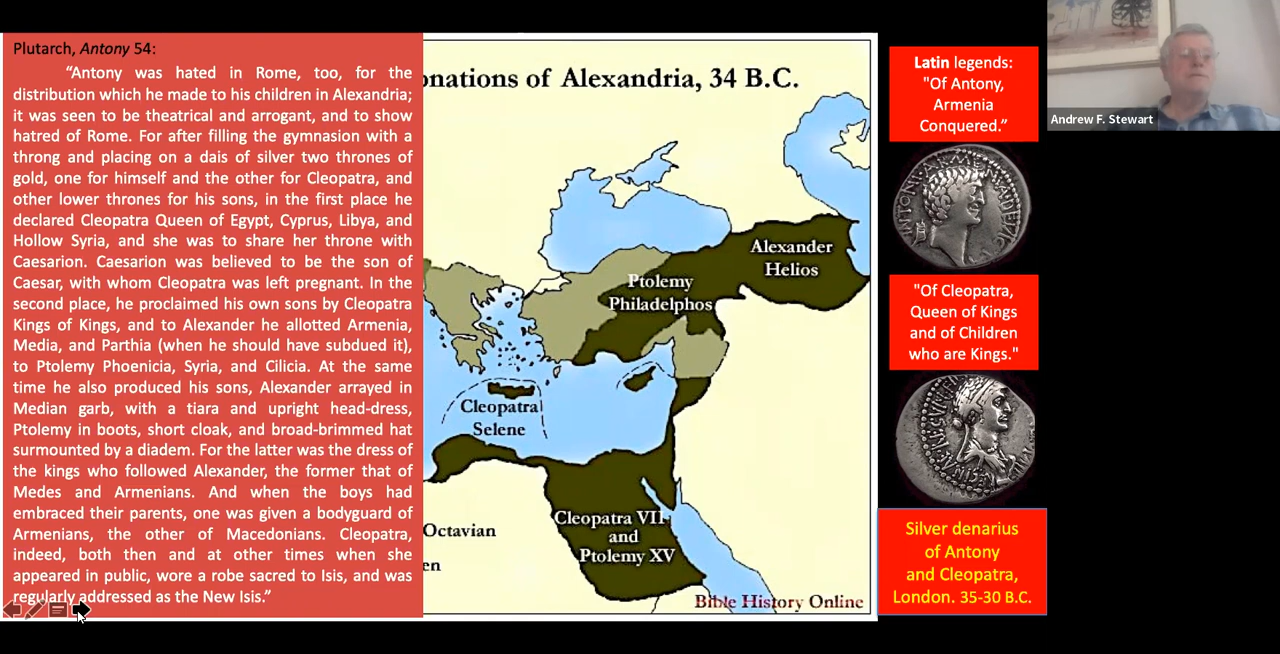 Plutarch, Antony 54:
“Antony was hated in Rome, too, for the
distribution which he made to his children in Alexandria;
it was seen to be theatrical and arrogant, and to show
hatred of Rome. For after filling the gymnasion with a
throng and placing on a dais of silver two thrones of
gold, one for himself and the other for Cleopatra, and
other lower thrones for his sons, in the first place he
declared Cleopatra Queen of Egypt, Cyprus, Libya, and
Hollow Syria, and she was to share her throne with
Caesarion. Caesarion was believed to be the son of
Caesar, with whom Cleopatra was left pregnant. In the
second place, he proclaimed his own sons by Cleopatra
Kings of Kings, and to Alexander he allotted Armenia,
Media, and Parthia (when he should have subdued it),
to Ptolemy Phoenicia, Syria, and Cilicia. At the same
time he also produced his sons, Alexander arrayed in
Median garb, with a tiara and upright head-dress,
Ptolemy in boots, short cloak, and broad-brimmed hat
surmounted by a diadem. For the latter was the dress of
the kings who followed Alexander, the former that of
Medes and Armenians. And when the boys had
embraced their parents, one was given a bodyguard of
Armenians, the other of Macedonians. Cleopatra,
indeed, both then and at other times when she
appeared in public, wore a robe sacred to Isis, and was
regularly addressed as the New Isis.”
onations of Alexandria, 34 B.C.
Alexander
Helios
Ptolemy
Philadelphos
Cleopatra
Selene
Cleopatra VII
and
Ptolemy XV
Octavian
en
Bible History Online
Latin legends:
"Of Antony,
Armenia
Conquered.”
"Of Cleopatra,
Queen of Kings
and of Children
who are Kings."
Silver denarius
of Antony
and Cleopatra,
London. 35-30 B.C.
Andrew F. Stewart